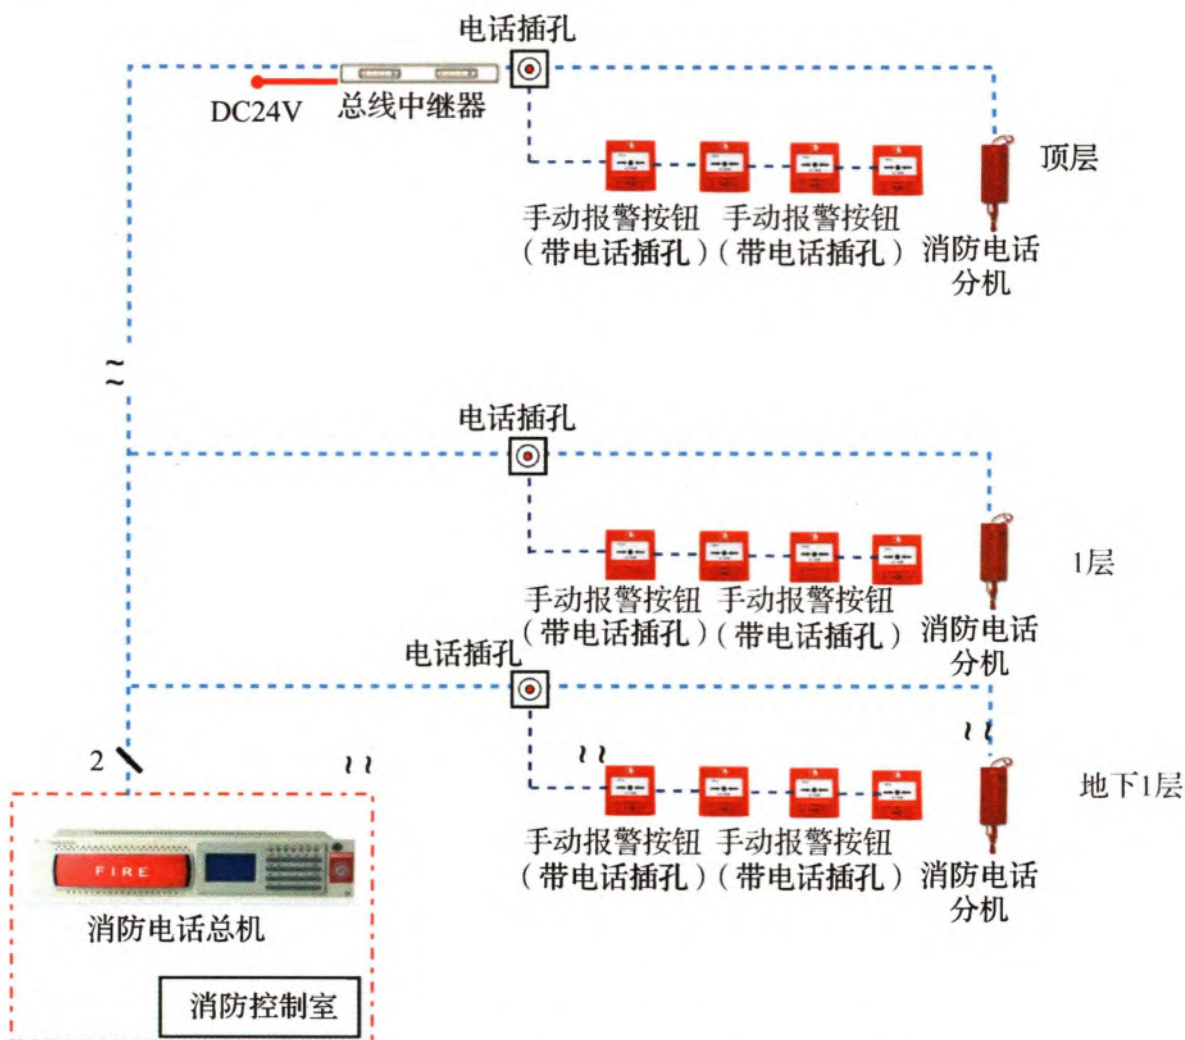 电话插孔
DC24V
总线中继器
顶层
手动报警按钮 手动报警按钮
(带电话插孔)(带电话插孔)
消防电话
分机
电话插孔
1层
手动报警按钮 手动报警按钮
(带电话插孔)(带电话插孔)
消防电话
分机
电话插孔
2
地下1层
手动报警按钮 手动报警按钮
(带电话插孔)(带电话插孔)
消防电话
分机
FIRE
消防电话总机
消防控制室